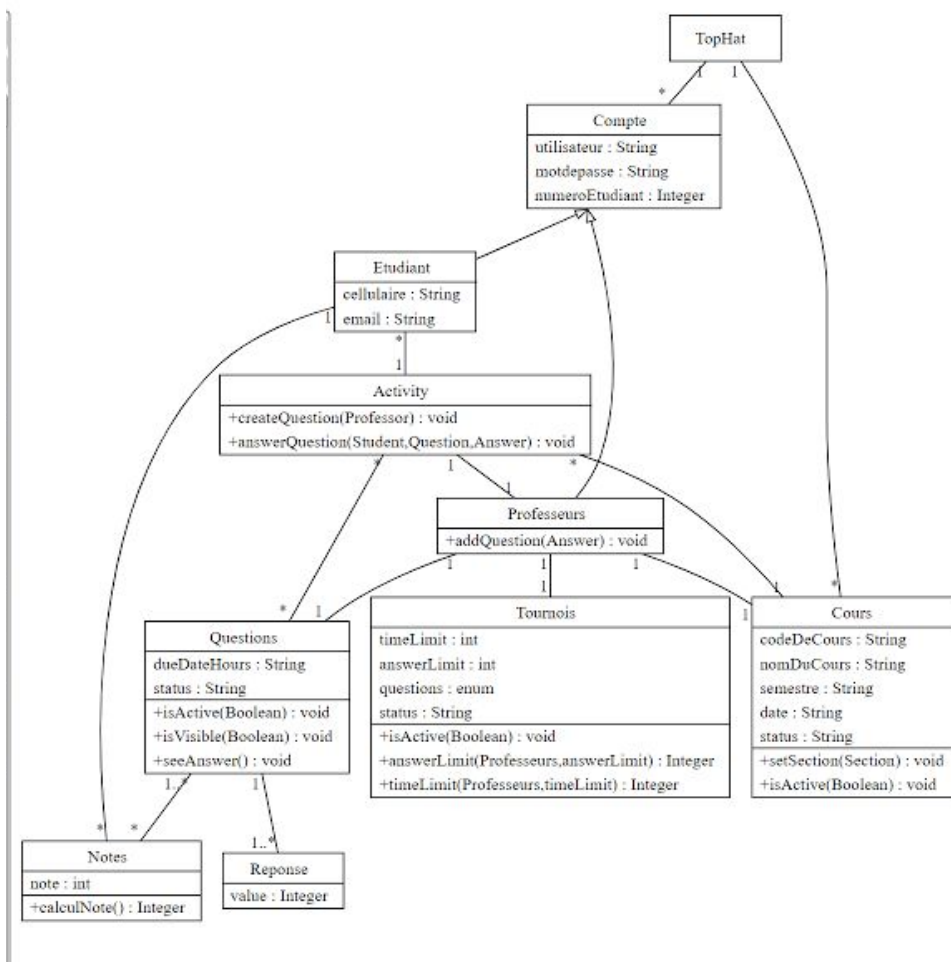 TopHat
1 1
*
Compte
utilisateur : String
motdepasse : String
numeroEtudiant : Integer
Etudiant
cellulaire : String
email : String
1
*
1
Activity
+createQuestion(Professor) : void
+answerQuestion(Student,Question,Answer) : void
* 1 *
1
Professeurs
+addQuestion(Answer) : void
1 1 1
* 1 1 1 1 *
Questions
dueDateHours : String
status : String
+isActive(Boolean) : void
+isVisible(Boolean) : void
+seeAnswer() : void
Tournois
timeLimit : int
answerLimit : int
questions : enum
status : String
+isActive(Boolean) : void
+answerLimit(Professeurs,answerLimit) : Integer
+timeLimit(Professeurs,timeLimit) : Integer
Cours
codeDeCours : String
nomDuCours : String
semestre : String
date : String
status : String
+setSection(Section) : void
+isActive(Boolean) : void
1..* 1
* * 1..*
Notes
note : int
+calculNote() : Integer
Reponse
value : Integer